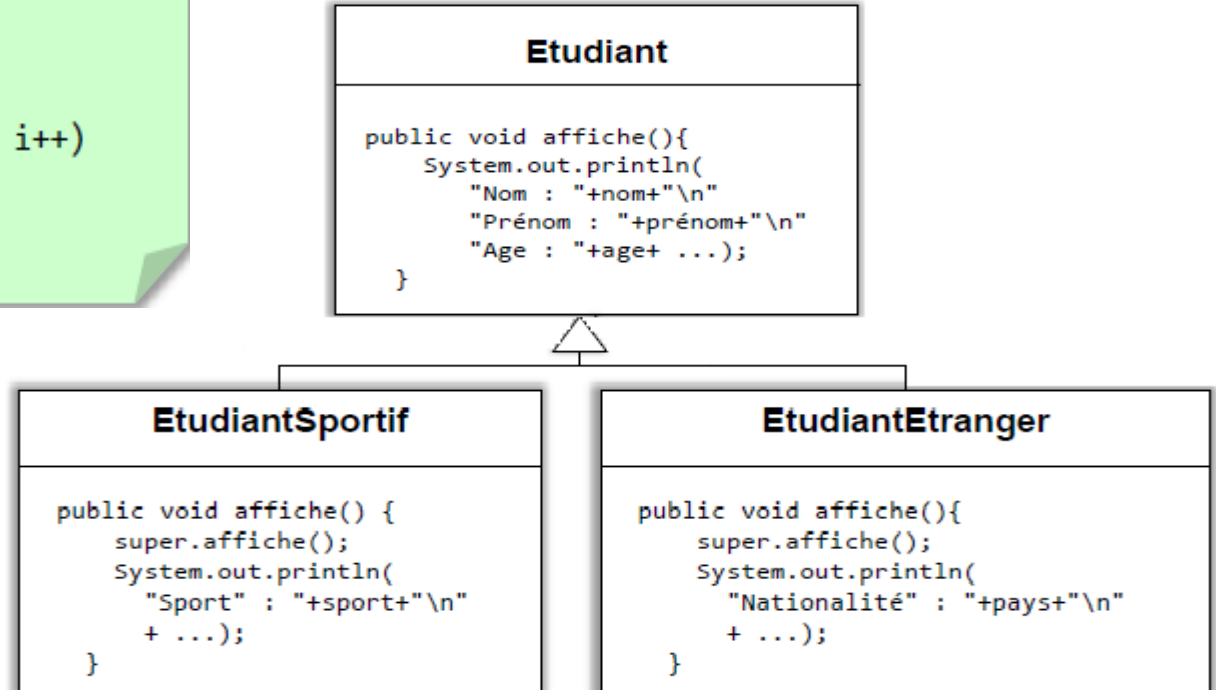 i++)
Etudiant
public void affiche(){
System.out.println(
"Nom : "+nom+"\n"
"Prénom : "+prénom+"\n"
"Age : "+age+ ...);
}
EtudiantSportif
public void affiche() {
super.affiche();
System.out.println(
"Sport" : "+sport+"\n"
+ ...);
}
EtudiantEtranger
public void affiche(){
super.affiche();
System.out.println(
"Nationalité" : "+pays+"\n"
+ ...);
}